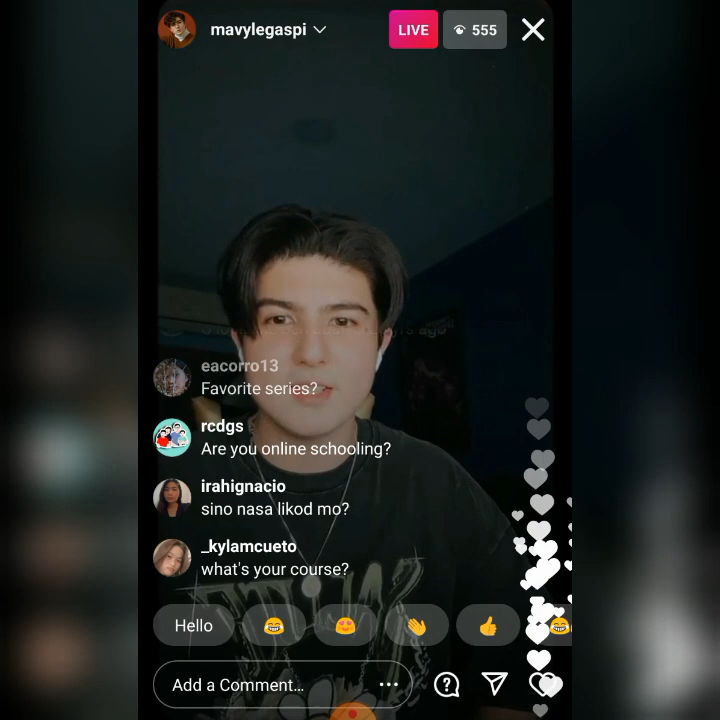 mavylegaspi
LIVE
555
eacorro13
Favorite series?
rcdgs
Are you online schooling?
irahignacio
sino nasa likod mo?
_kylamcueto
what's your course?
Hello
Add a Comment...